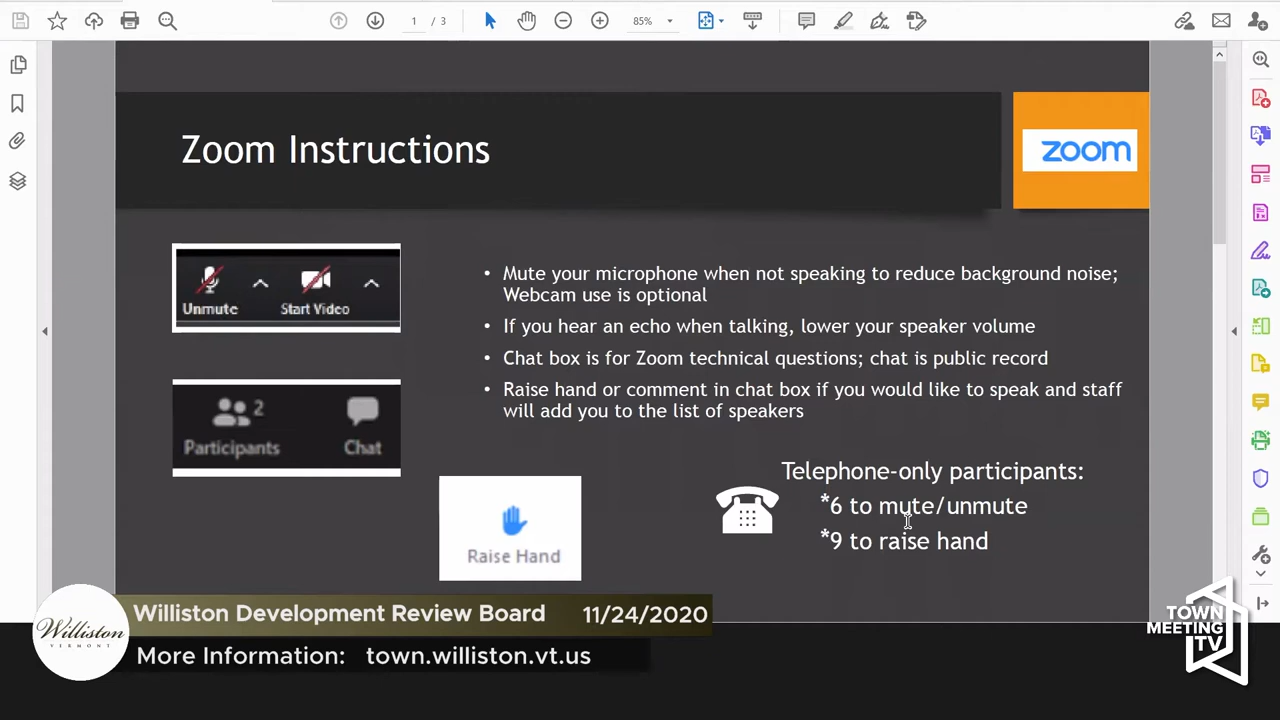 1 / 3
85%
Zoom Instructions
zoom
Unmute
Start Video
• Mute your microphone when not speaking to reduce background noise;
Webcam use is optional
• If you hear an echo when talking, lower your speaker volume
• Chat box is for Zoom technical questions; chat is public record
• Raise hand or comment in chat box if you would like to speak and staff
will add you to the list of speakers
2
Participants
Chat
Raise Hand
Telephone-only participants:
*6 to mute/unmute
*9 to raise hand
Williston Development Review Board 11/24/2020
Williston
VERMONT
More Information: town.williston.vt.us
TOWN
MEETING
TV